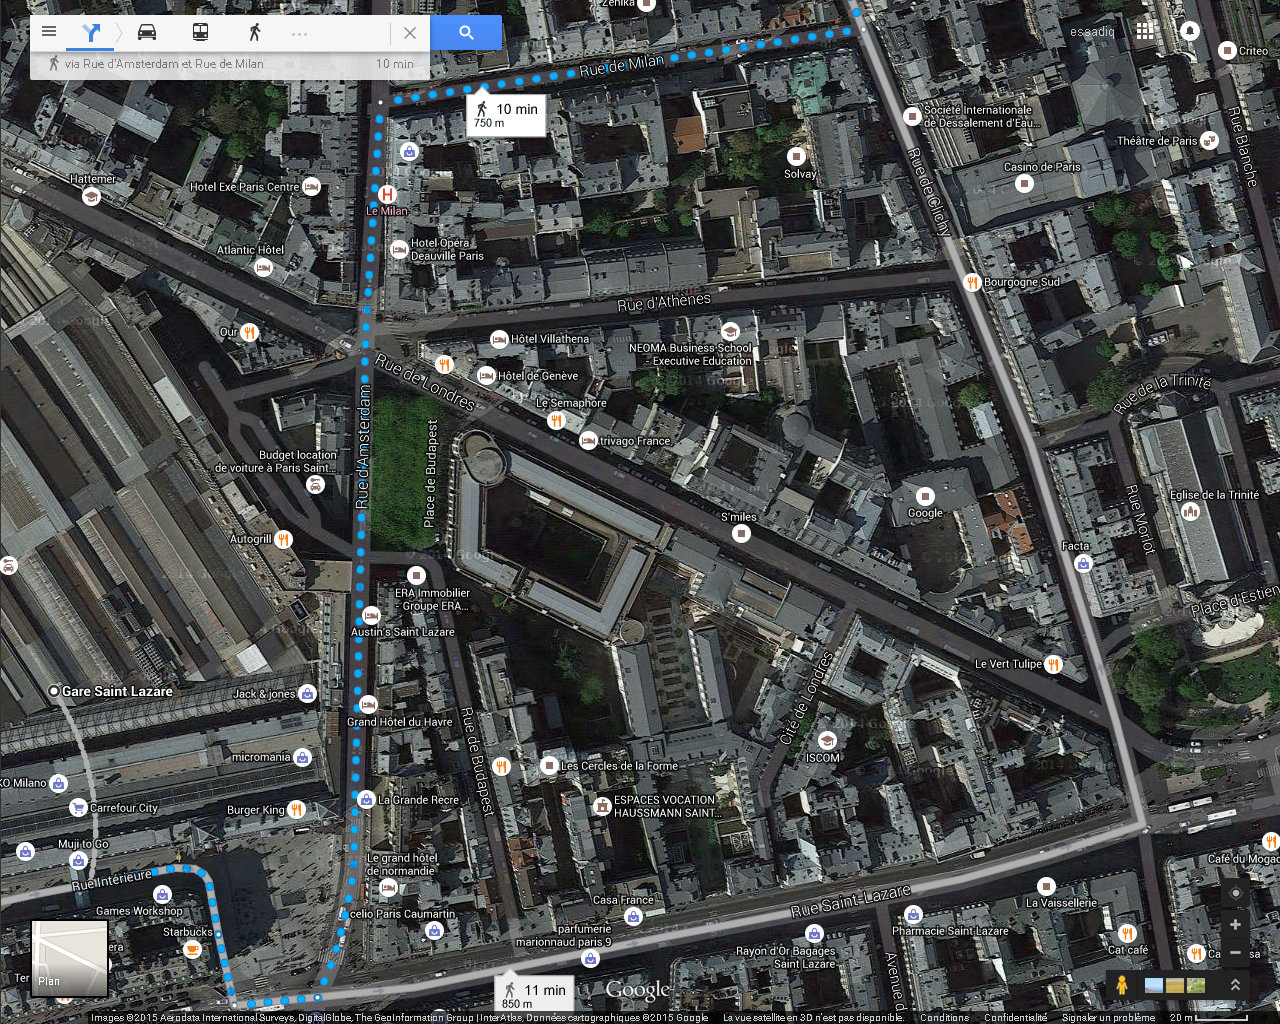 Zenika
essadiq
Criteo
via Rue d'Amsterdam et Rue de Milan 10 min
Rue de Milan
10 min
750 m
Société Internationale
de Dessalement d'Eau...
Théâtre de Paris
Rue Blanche
Casino de Paris
Solvay
Rue de Clichy
Hattemer
Hotel Exe Paris Centre
Le Milan
Atlantic Hôtel
Hotel Opéra
Deauville Paris
Bourgogne Sud
Rue d'Athènes
Our
Hôtel Villathena
NEOMA Business School
- Executive Education
Rue de Londres
Hôtel de Genève
Rue de la Trinité
Le Semaphore
Rue d'Amsterdam
Place de Budapest
trivago France
Budget location
de voiture à Paris Saint...
Google
Eglise de la Trinité
Rue Morlot
S'miles
Autogrill
Facta
ERA Immobilier
- Groupe ERA...
Place d'Estien
Austin's Saint Lazare
Le Vert Tulipe
Gare Saint Lazare
Jack & jones
Grand Hôtel du Havre
Cité de Londres
Rue de Budapest
ISCOM
micromania
Les Cercles de la Forme
KO Milano
Carrefour City
Burger King
La Grande Recre
ESPACES VOCATION
HAUSSMANN SAINT...
Muji to Go
Le grand hôtel
de normandie
Café du Mogad
Rue Intérieure
Rue Saint-Lazare
Games Workshop
celio Paris Caumartin
Casa France
La Vaissellerie
Starbucks
parfumerie
marionnaud paris 9
Pharmacie Saint Lazare
Rayon d'Or Bagages
Saint Lazare
Cat café
Avenue d
Plan
11 min
850 m
Google
Images ©2015 Aerodata International Surveys, DigitalGlobe, The GeoInformation Group | InterAtlas, Données cartographiques ©2015 Google La vue satellite en 3D n'est pas disponible. Conditions Confidentialité Signaler un problème 20 m